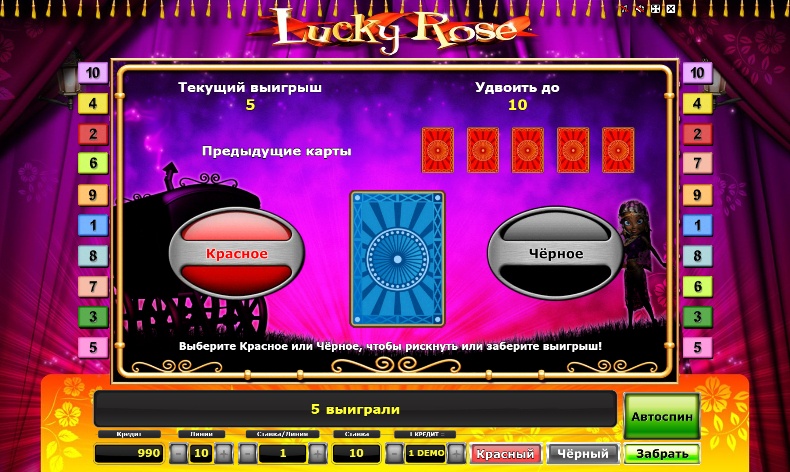 Lucky Rose
Текущий выигрыш
5
Удвоить до
10
Предыдущие карты
10
4
2
6
9
1
8
7
3
5
10
4
2
7
9
1
8
6
3
5
Красное
Чёрное
Выберите Красное или Чёрное, чтобы рискнуть или заберите выигрыш!
5 выиграли
Автоспин
Кредит Линии Ставка/Линия Ставка 1 КРЕДИТ =
990 - 10 + - 1 + 10 - 1 DEMO + Красный Чёрный Забрать